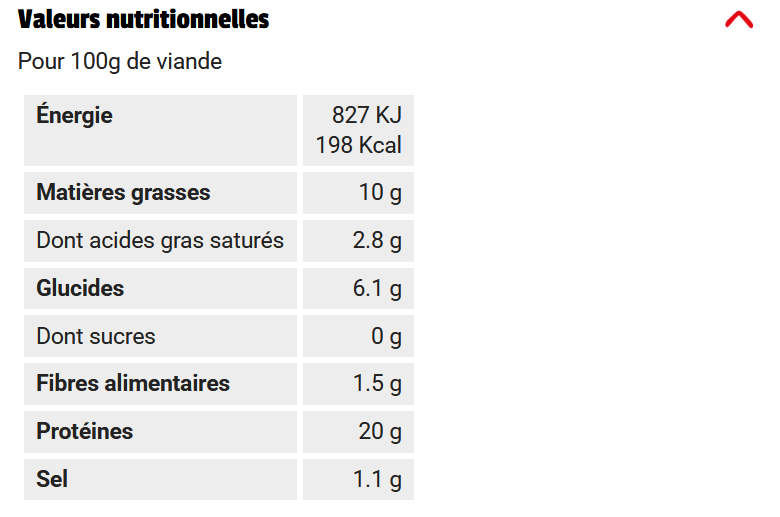 Valeurs nutritionnelles
Pour 100g de viande
Énergie 827 KJ
198 Kcal
Matières grasses 10 g
Dont acides gras saturés 2.8 g
Glucides 6.1 g
Dont sucres 0 g
Fibres alimentaires 1.5 g
Protéines 20 g
Sel 1.1 g